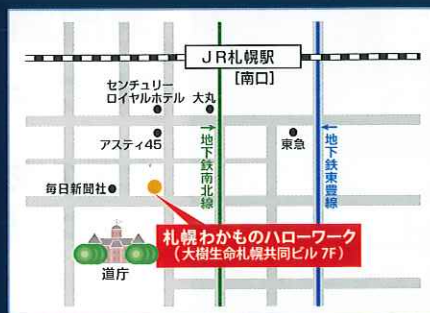 JR札幌駅
[南口]
センチュリー
ロイヤルホテル
大丸
アスティ45
東急
地下鉄南北線
地下鉄東豊線
毎日新聞社
札幌わかものハローワーク
(大樹生命札幌共同ビル 7F)
道庁